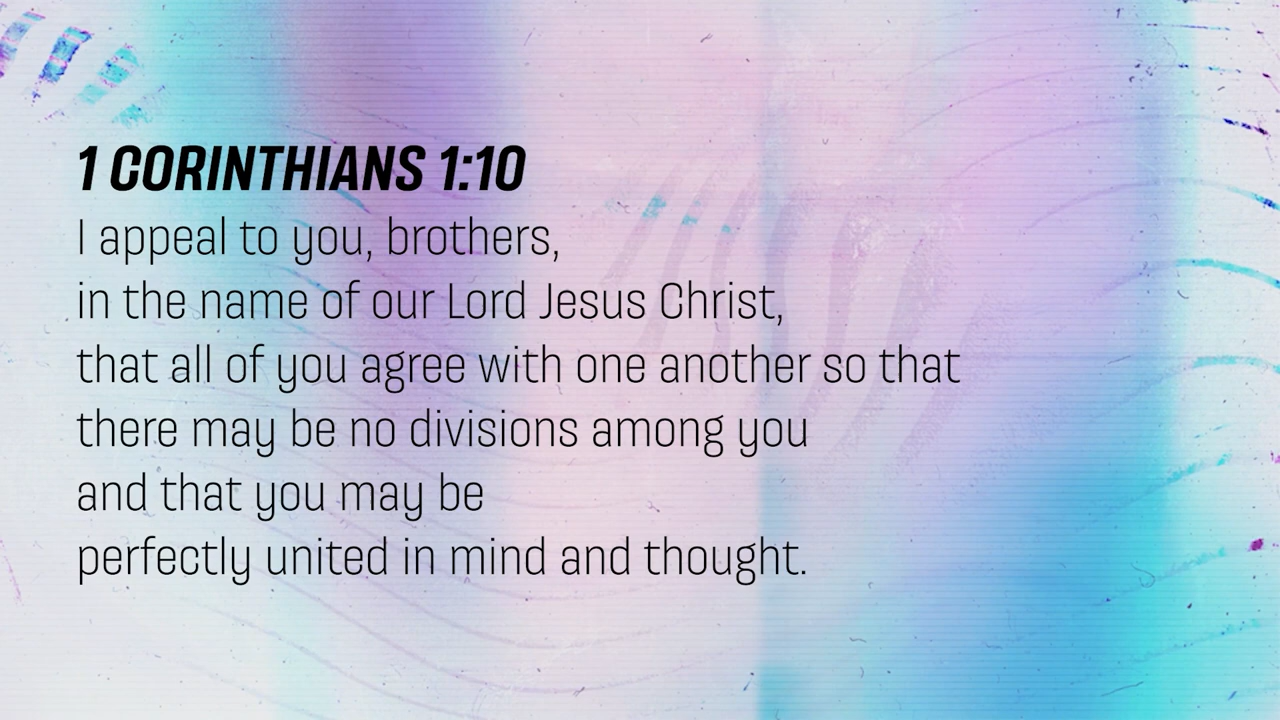 1 CORINTHIANS 1:10
I appeal to you, brothers,
in the name of our Lord Jesus Christ,
that all of you agree with one another so that
there may be no divisions among you
and that you may be
perfectly united in mind and thought.